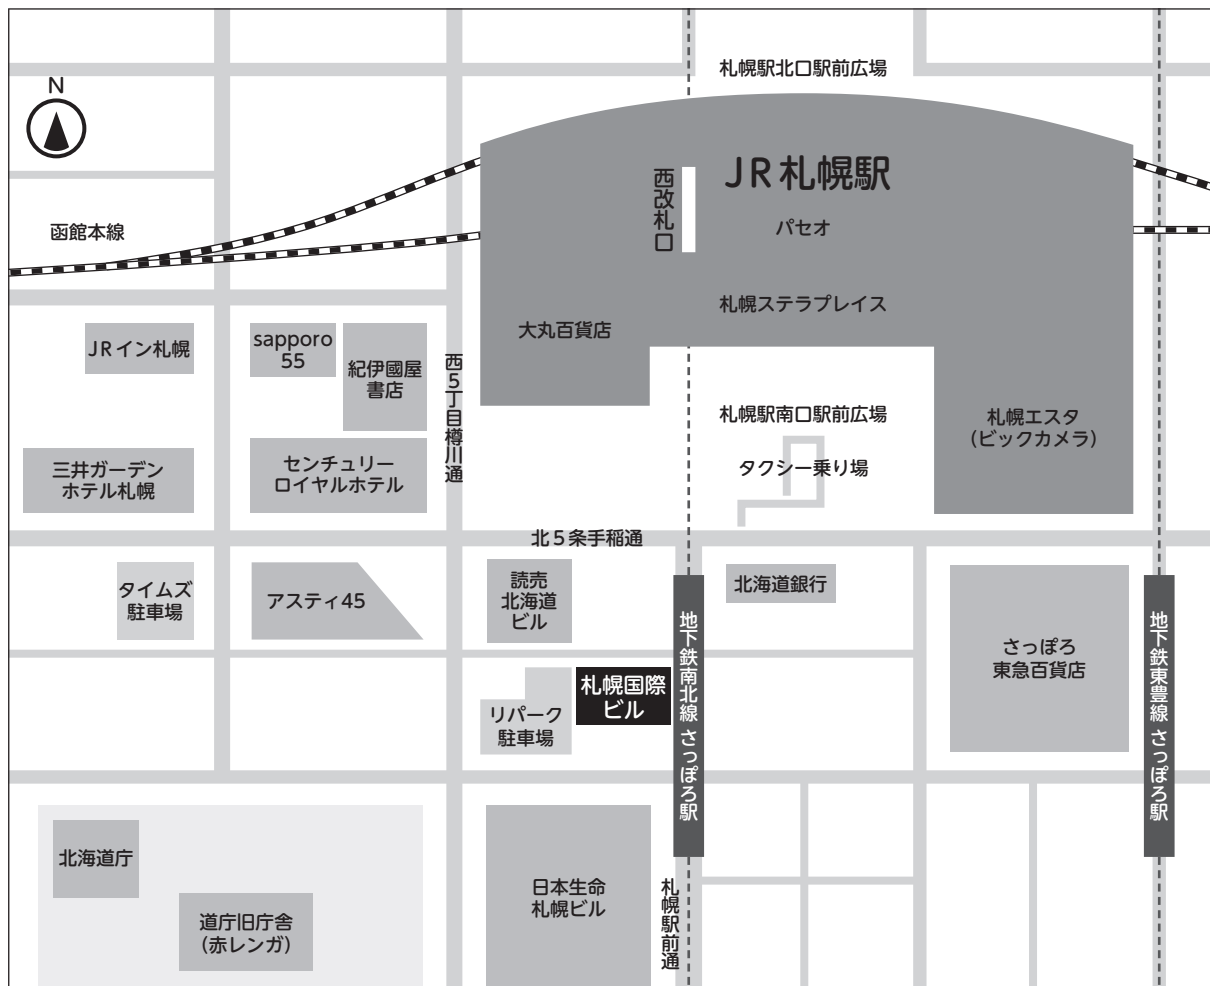 札幌駅北口駅前広場
N
JR札幌駅
西改札口
パセオ
函館本線
札幌ステラプレイス
大丸百貨店
JRイン札幌
sapporo
55
紀伊國屋
書店
西5丁目樽川通
札幌駅南口駅前広場
札幌エスタ
(ビックカメラ)
タクシー乗り場
三井ガーデン
ホテル札幌
センチュリー
ロイヤルホテル
北5条手稲通
タイムズ
駐車場
アスティ45
読売
北海道
ビル
北海道銀行
地下鉄南北線 さっぽろ駅
さっぽろ
東急百貨店
地下鉄東豊線 さっぽろ駅
札幌国際
ビル
リパーク
駐車場
北海道庁
道庁旧庁舎
(赤レンガ)
日本生命
札幌ビル
札幌駅前通